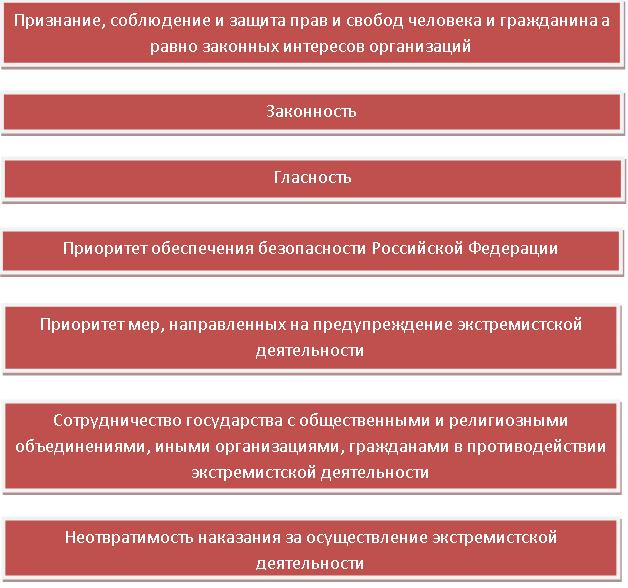 Признание, соблюдение и защита прав и свобод человека и гражданина а
равно законных интересов организаций
Законность
Гласность
Приоритет обеспечения безопасности Российской Федерации
Приоритет мер, направленных на предупреждение экстремистской
деятельности
Сотрудничество государства с общественными и религиозными
объединениями, иными организациями, гражданами в противодействии
экстремистской деятельности
Неотвратимость наказания за осуществление экстремистской
деятельности